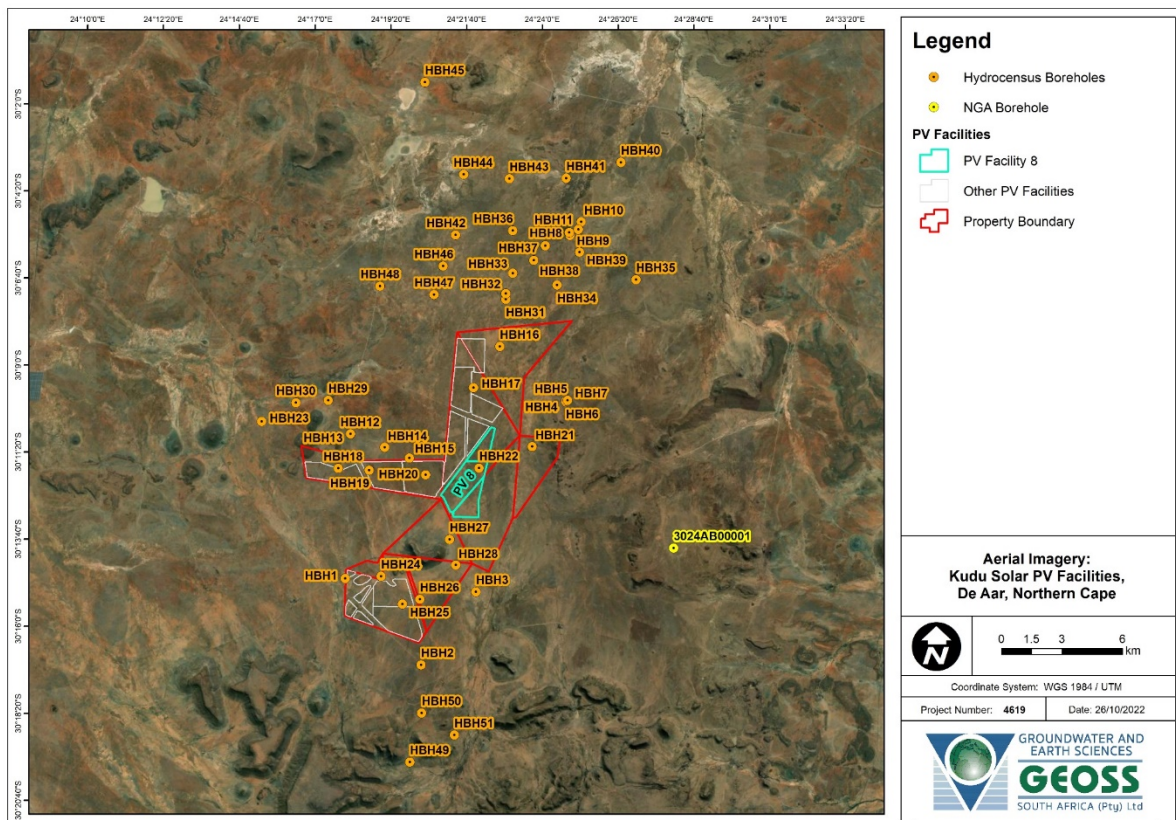 24°10'0"E 24°12'20"E 24°14'40"E 24°17'0"E 24°19'20"E 24°21'40"E 24°24'0"E 24°26'20"E 24°28'40"E 24°31'0"E 24°33'20"E
30°2'0"S
30°4'20"S
30°6'40"S
30°9'0"S
30°11'20"S
30°13'40"S
30°16'0"S
30°18'20"S
30°20'40"S
HBH45
HBH40
HBH44 HBH43 HBH41
HBH10
HBH42 HBH36 HBH11
HBH8
HBH9
HBH46 HBH37
HBH39
HBH33 HBH38 HBH35
HBH48 HBH47 HBH32
HBH34
HBH31
HBH16
HBH30 HBH29 HBH17 HBH5 HBH7
HBH4 HBH6
HBH23 HBH12
HBH13 HBH14 HBH21
HBH18 HBH15
HBH19 HBH20 HBH22
PV 8
HBH27 3024AB00001
HBH24 HBH28
HBH1 HBH3
HBH26
HBH25
HBH2
HBH50
HBH51
HBH49
Legend
Hydrocensus Boreholes
NGA Borehole
PV Facilities
PV Facility 8
Other PV Facilities
Property Boundary
Aerial Imagery:
Kudu Solar PV Facilities,
De Aar, Northern Cape
N
0 1.5 3 6
km
Coordinate System: WGS 1984 / UTM
Project Number: 4619 Date: 26/10/2022
GROUNDWATER AND
EARTH SCIENCES
GEOSS
SOUTH AFRICA (Pty) Ltd